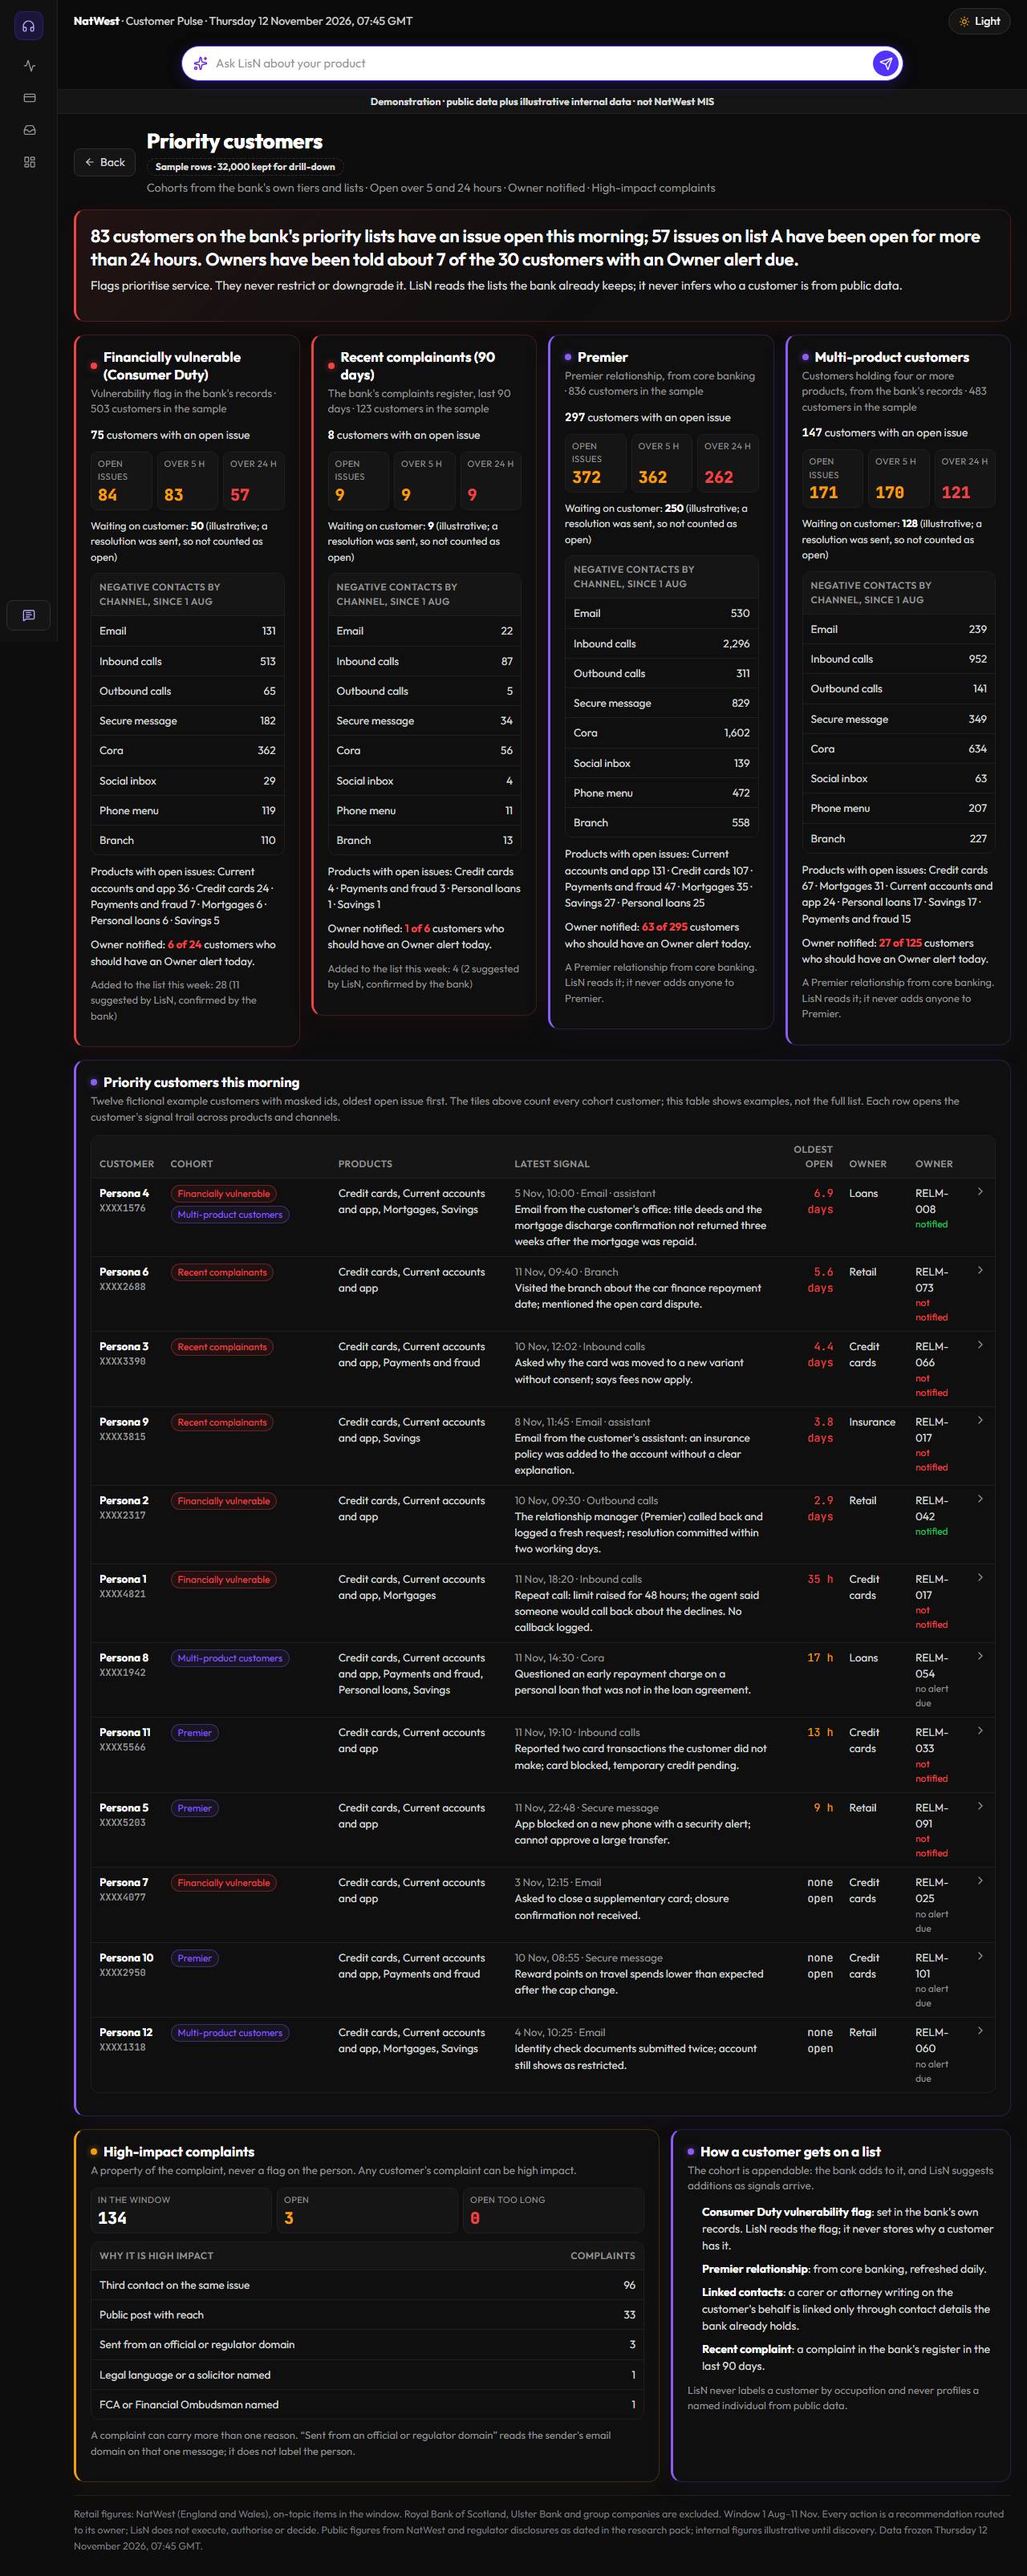 NatWest · Customer Pulse · Thursday 12 November 2026, 07:45 GMT
Light
Ask LisN about your product
Demonstration · public data plus illustrative internal data · not NatWest MIS
Back
Priority customers
Sample rows · 32,000 kept for drill-down
Cohorts from the bank's own tiers and lists · Open over 5 and 24 hours · Owner notified · High-impact complaints
83 customers on the bank's priority lists have an issue open this morning; 57 issues on list A have been open for more
than 24 hours. Owners have been told about 7 of the 30 customers with an Owner alert due.
Flags prioritise service. They never restrict or downgrade it. LisN reads the lists the bank already keeps; it never infers who a customer is from public data.
Financially vulnerable
(Consumer Duty)
Vulnerability flag in the bank's records ·
503 customers in the sample
75 customers with an open issue
OPEN
ISSUES
84
OVER 5 H
83
OVER 24 H
57
Waiting on customer: 50 (illustrative; a
resolution was sent, so not counted as
open)
NEGATIVE CONTACTS BY
CHANNEL, SINCE 1 AUG
Email 131
Inbound calls 513
Outbound calls 65
Secure message 182
Cora 362
Social inbox 29
Phone menu 119
Branch 110
Products with open issues: Current
accounts and app 36 · Credit cards 24 ·
Payments and fraud 7 · Mortgages 6 ·
Personal loans 6 · Savings 5
Owner notified: 6 of 24 customers who
should have an Owner alert today.
Added to the list this week: 28 (11
suggested by LisN, confirmed by the
bank)
Recent complainants (90
days)
The bank's complaints register, last 90
days · 123 customers in the sample
8 customers with an open issue
OPEN
ISSUES
9
OVER 5 H
9
OVER 24 H
9
Waiting on customer: 9 (illustrative; a
resolution was sent, so not counted as
open)
NEGATIVE CONTACTS BY
CHANNEL, SINCE 1 AUG
Email 22
Inbound calls 87
Outbound calls 5
Secure message 34
Cora 56
Social inbox 4
Phone menu 11
Branch 13
Products with open issues: Credit cards
4 · Payments and fraud 3 · Personal loans
1 · Savings 1
Owner notified: 1 of 6 customers who
should have an Owner alert today.
Added to the list this week: 4 (2 suggested
by LisN, confirmed by the bank)
Premier
Premier relationship, from core banking
· 836 customers in the sample
297 customers with an open issue
OPEN
ISSUES
372
OVER 5 H
362
OVER 24 H
262
Waiting on customer: 250 (illustrative; a
resolution was sent, so not counted as
open)
NEGATIVE CONTACTS BY
CHANNEL, SINCE 1 AUG
Email 530
Inbound calls 2,296
Outbound calls 311
Secure message 829
Cora 1,602
Social inbox 139
Phone menu 472
Branch 558
Products with open issues: Current
accounts and app 131 · Credit cards 107 ·
Payments and fraud 47 · Mortgages 35 ·
Savings 27 · Personal loans 25
Owner notified: 63 of 295 customers
who should have an Owner alert today.
A Premier relationship from core banking.
LisN reads it; it never adds anyone to
Premier.
Multi-product customers
Customers holding four or more
products, from the bank's records · 483
customers in the sample
147 customers with an open issue
OPEN
ISSUES
171
OVER 5 H
170
OVER 24 H
121
Waiting on customer: 128 (illustrative; a
resolution was sent, so not counted as
open)
NEGATIVE CONTACTS BY
CHANNEL, SINCE 1 AUG
Email 239
Inbound calls 952
Outbound calls 141
Secure message 349
Cora 634
Social inbox 63
Phone menu 207
Branch 227
Products with open issues: Credit cards
67 · Mortgages 31 · Current accounts and
app 24 · Personal loans 17 · Savings 17 ·
Payments and fraud 15
Owner notified: 27 of 125 customers
who should have an Owner alert today.
A Premier relationship from core banking.
LisN reads it; it never adds anyone to
Premier.
Priority customers this morning
Twelve fictional example customers with masked ids, oldest open issue first. The tiles above count every cohort customer; this table shows examples, not the full list. Each row opens the
customer's signal trail across products and channels.
CUSTOMER COHORT PRODUCTS LATEST SIGNAL OLDEST OPEN OWNER OWNER
Persona 4
XXXX1576
Financially vulnerable
Multi-product customers
Credit cards, Current accounts
and app, Mortgages, Savings
5 Nov, 10:00 · Email · assistant
Email from the customer's office: title deeds and the
mortgage discharge confirmation not returned three
weeks after the mortgage was repaid.
6.9
days
Loans
RELM-
008
notified
Persona 6
XXXX2688
Recent complainants
Credit cards, Current accounts
and app
11 Nov, 09:40 · Branch
Visited the branch about the car finance repayment
date; mentioned the open card dispute.
5.6
days
Retail
RELM-
073
not
notified
Persona 3
XXXX3390
Recent complainants
Credit cards, Current accounts
and app, Payments and fraud
10 Nov, 12:02 · Inbound calls
Asked why the card was moved to a new variant
without consent; says fees now apply.
4.4
days
Credit
cards
RELM-
066
not
notified
Persona 9
XXXX3815
Recent complainants
Credit cards, Current accounts
and app, Savings
8 Nov, 11:45 · Email · assistant
Email from the customer's assistant: an insurance
policy was added to the account without a clear
explanation.
3.8
days
Insurance
RELM-
017
not
notified
Persona 2
XXXX2317
Financially vulnerable
Credit cards, Current accounts
and app
10 Nov, 09:30 · Outbound calls
The relationship manager (Premier) called back and
logged a fresh request; resolution committed within
two working days.
2.9
days
Retail
RELM-
042
notified
Persona 1
XXXX4821
Financially vulnerable
Credit cards, Current accounts
and app, Mortgages
11 Nov, 18:20 · Inbound calls
Repeat call: limit raised for 48 hours; the agent said
someone would call back about the declines. No
callback logged.
35 h
Credit
cards
RELM-
017
not
notified
Persona 8
XXXX1942
Multi-product customers
Credit cards, Current accounts
and app, Payments and fraud,
Personal loans, Savings
11 Nov, 14:30 · Cora
Questioned an early repayment charge on a
personal loan that was not in the loan agreement.
17 h
Loans
RELM-
054
no alert
due
Persona 11
XXXX5566
Premier
Credit cards, Current accounts
and app
11 Nov, 19:10 · Inbound calls
Reported two card transactions the customer did not
make; card blocked, temporary credit pending.
13 h
Credit
cards
RELM-
033
not
notified
Persona 5
XXXX5203
Premier
Credit cards, Current accounts
and app
11 Nov, 22:48 · Secure message
App blocked on a new phone with a security alert;
cannot approve a large transfer.
9 h
Retail
RELM-
091
not
notified
Persona 7
XXXX4077
Financially vulnerable
Credit cards, Current accounts
and app
3 Nov, 12:15 · Email
Asked to close a supplementary card; closure
confirmation not received.
none
open
Credit
cards
RELM-
025
no alert
due
Persona 10
XXXX2950
Premier
Credit cards, Current accounts
and app, Payments and fraud
10 Nov, 08:55 · Secure message
Reward points on travel spends lower than expected
after the cap change.
none
open
Credit
cards
RELM-
101
no alert
due
Persona 12
XXXX1318
Multi-product customers
Credit cards, Current accounts
and app, Mortgages, Savings
4 Nov, 10:25 · Email
Identity check documents submitted twice; account
still shows as restricted.
none
open
Retail
RELM-
060
no alert
due
High-impact complaints
A property of the complaint, never a flag on the person. Any customer's complaint can be high impact.
IN THE WINDOW
134
OPEN
3
OPEN TOO LONG
0
WHY IT IS HIGH IMPACT COMPLAINTS
Third contact on the same issue 96
Public post with reach 33
Sent from an official or regulator domain 3
Legal language or a solicitor named 1
FCA or Financial Ombudsman named 1
A complaint can carry more than one reason. “Sent from an official or regulator domain” reads the sender's email
domain on that one message; it does not label the person.
How a customer gets on a list
The cohort is appendable: the bank adds to it, and LisN suggests
additions as signals arrive.
Consumer Duty vulnerability flag: set in the bank's own
records. LisN reads the flag; it never stores why a customer
has it.
Premier relationship: from core banking, refreshed daily.
Linked contacts: a carer or attorney writing on the
customer's behalf is linked only through contact details the
bank already holds.
Recent complaint: a complaint in the bank's register in the
last 90 days.
LisN never labels a customer by occupation and never profiles a
named individual from public data.
Retail figures: NatWest (England and Wales), on-topic items in the window. Royal Bank of Scotland, Ulster Bank and group companies are excluded. Window 1 Aug–11 Nov. Every action is a recommendation routed
to its owner; LisN does not execute, authorise or decide. Public figures from NatWest and regulator disclosures as dated in the research pack; internal figures illustrative until discovery. Data frozen Thursday 12
November 2026, 07:45 GMT.